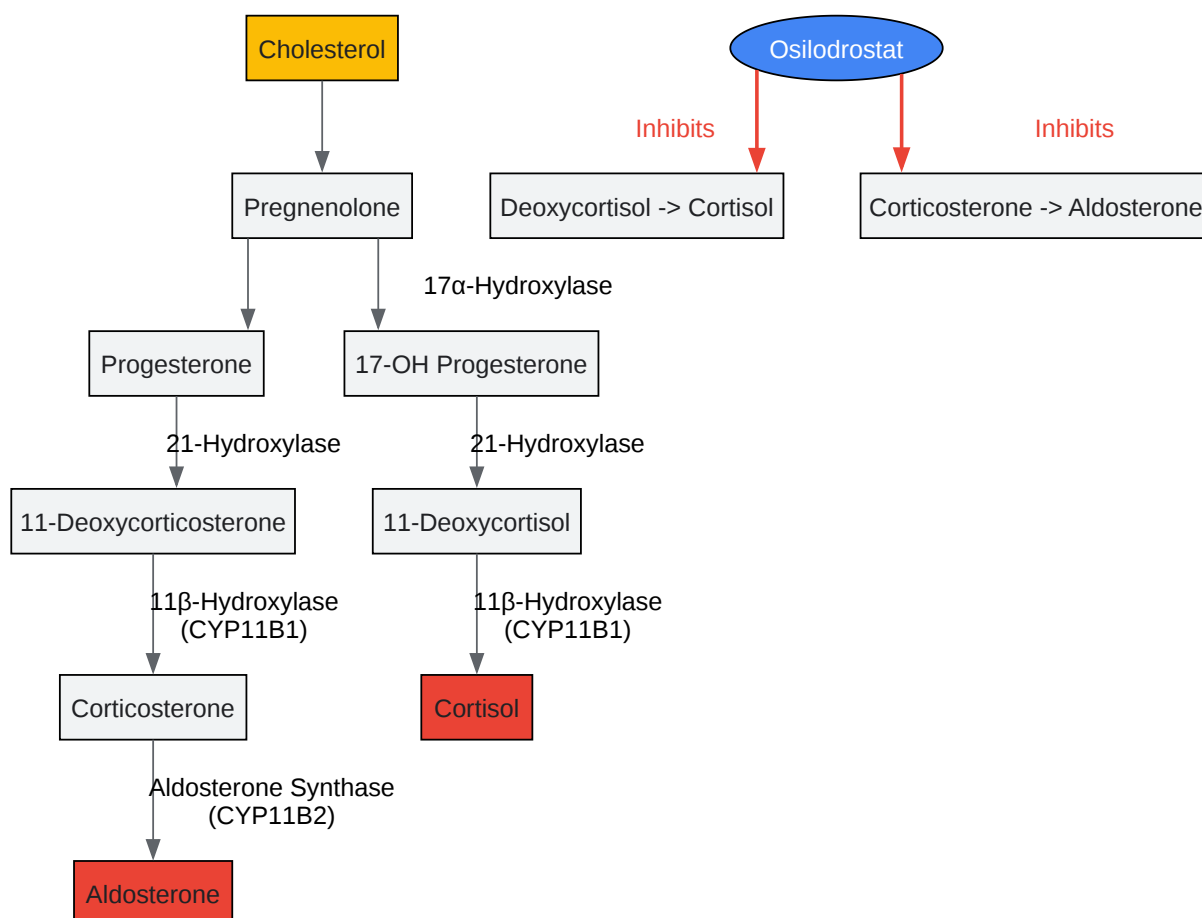 Cholesterol
Osilodrostat
Inhibits
Inhibits
Pregnenolone
Deoxycortisol -> Cortisol
Corticosterone -> Aldosterone
17α-Hydroxylase
Progesterone
17-OH Progesterone
21-Hydroxylase
21-Hydroxylase
11-Deoxycorticosterone
11-Deoxycortisol
11β-Hydroxylase
(CYP11B1)
11β-Hydroxylase
(CYP11B1)
Corticosterone
Cortisol
Aldosterone Synthase
(CYP11B2)
Aldosterone